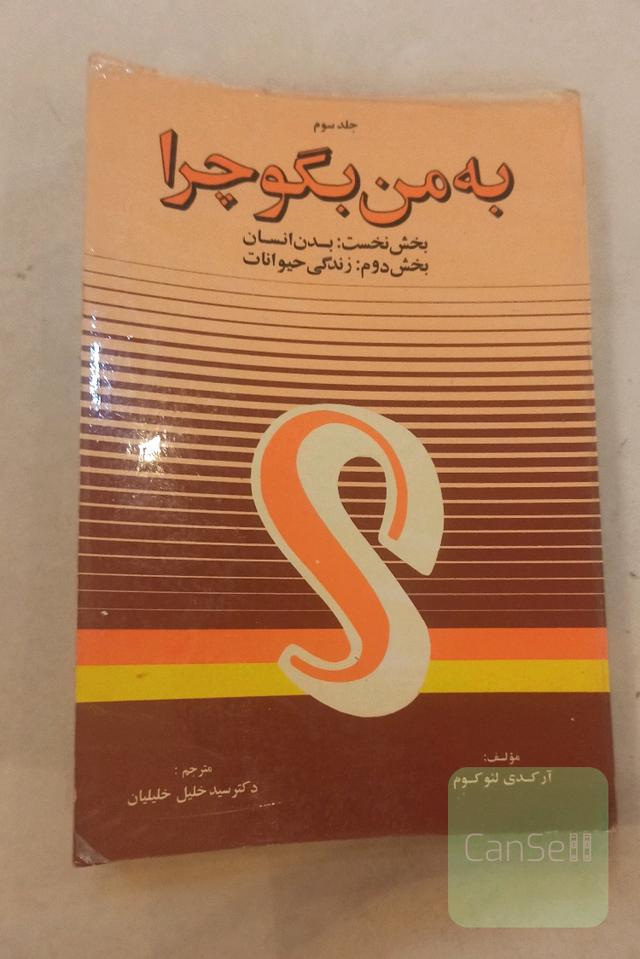 جلد سوم
به من بگو چرا
بخش نخست: بدن انسان
بخش دوم: زندگی حیوانات
مؤلف:
آرکدی لئوکوم
مترجم:
دکتر سید خلیل خلیلیان
CanSell